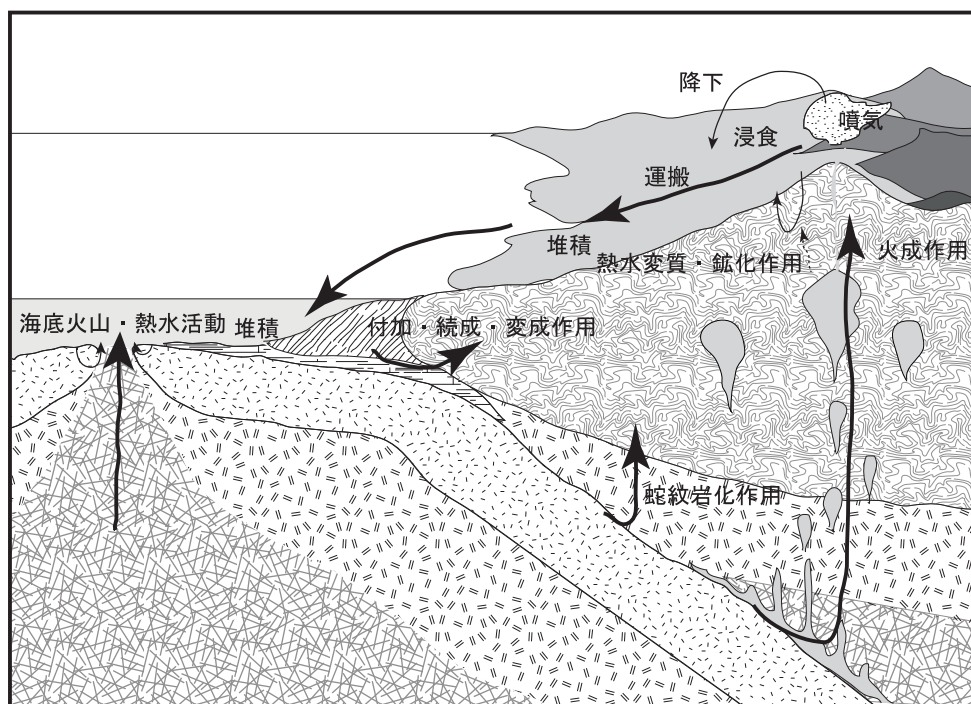 降下
噴気
浸食
運搬
堆積
熱水変質・鉱化作用
火成作用
海底火山・熱水活動
堆積
付加・続成・変成作用
蛇紋岩化作用